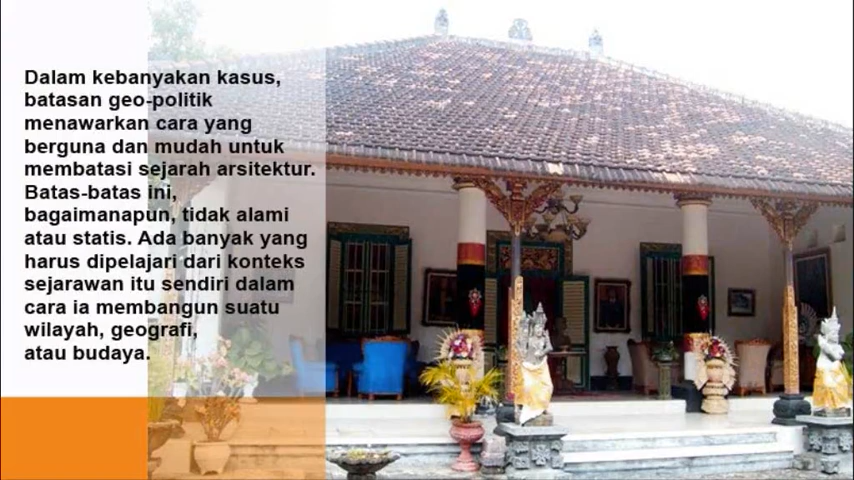 Dalam kebanyakan kasus,
batasan geo-politik
menawarkan cara yang
berguna dan mudah untuk
membatasi sejarah arsitektur.
Batas-batas ini,
bagaimanapun, tidak alami
atau statis. Ada banyak yang
harus dipelajari dari konteks
sejarawan itu sendiri dalam
cara ia membangun suatu
wilayah, geografi,
atau budaya.